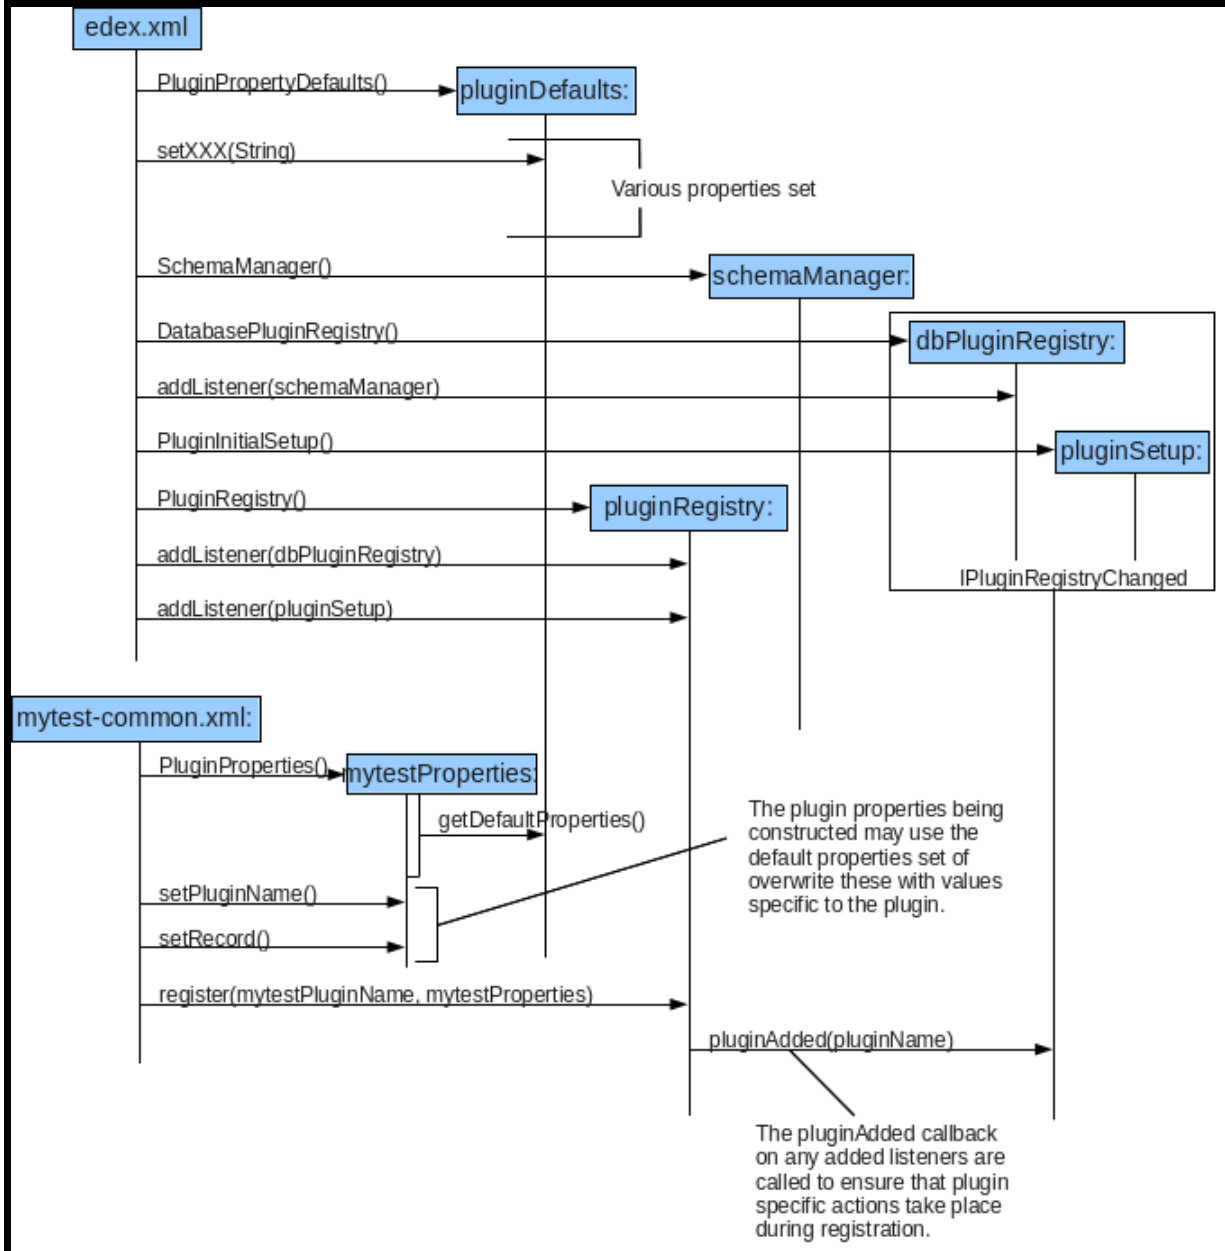 edex.xml
PluginPropertyDefaults()
pluginDefaults:
setXXX(String)
Various properties set
SchemaManager()
schemaManager:
DatabasePluginRegistry()
dbPluginRegistry:
addListener(schemaManager)
PluginInitialSetup()
pluginSetup:
PluginRegistry()
pluginRegistry:
addListener(dbPluginRegistry)
IPluginRegistryChanged
addListener(pluginSetup)
mytest-common.xml:
PluginProperties()
mytestProperties:
getDefaultProperties()
The plugin properties being
constructed may use the
default properties set of
overwrite these with values
specific to the plugin.
setPluginName()
setRecord()
register(mytestPluginName, mytestProperties)
pluginAdded(pluginName)
The pluginAdded callback
on any added listeners are
called to ensure that plugin
specific actions take place
during registration.